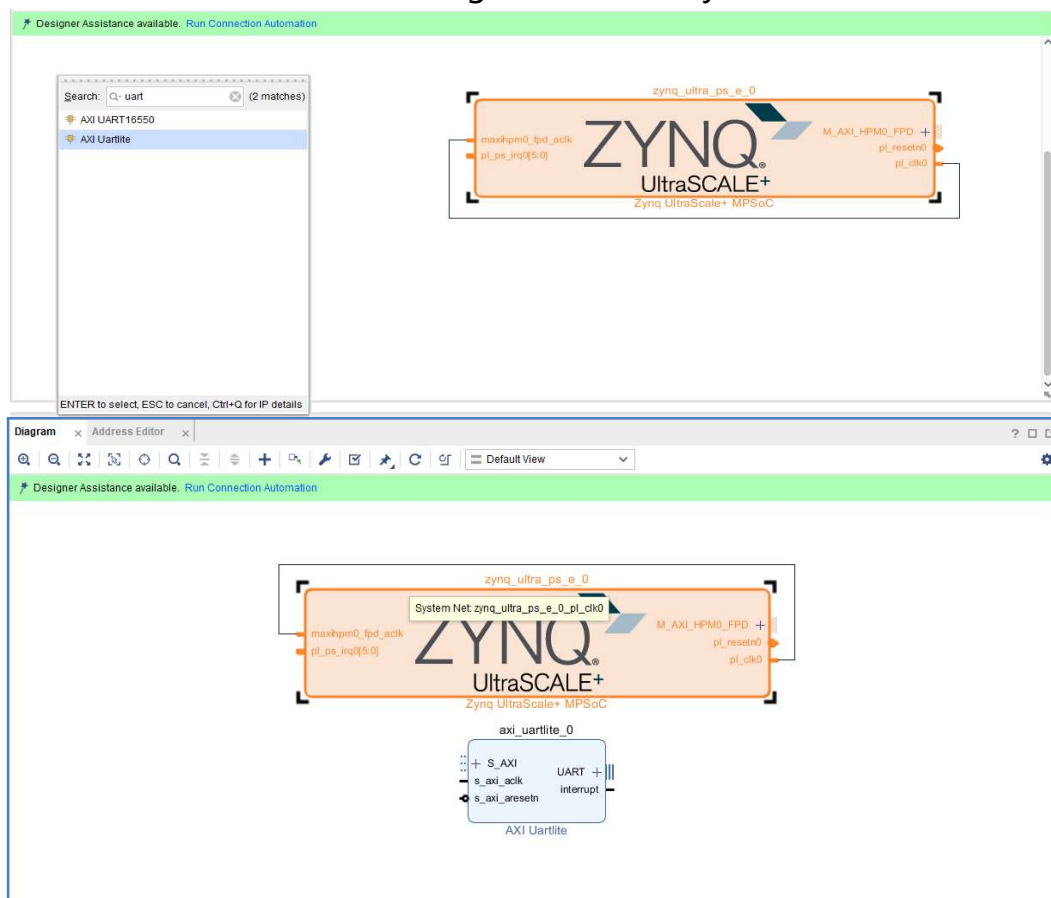 Designer Assistance available. Run Connection Automation
Search: uart (2 matches)
AXI UART16550
AXI Uartlite
ENTER to select, ESC to cancel, Ctrl+Q for IP details
zynq_ultra_ps_e_0
maxihpm0_fpd_aclk
pl_ps_irq0[5:0]
M_AXI_HPM0_FPD
pl_resetn0
pl_clk0
ZYNQ
UltraSCALE+
Zynq UltraScale+ MPSoC
Diagram
Address Editor
Default View
Designer Assistance available. Run Connection Automation
zynq_ultra_ps_e_0
System Net: zynq_ultra_ps_e_0_pl_clk0
maxihpm0_fpd_aclk
pl_ps_irq0[5:0]
M_AXI_HPM0_FPD
pl_resetn0
pl_clk0
ZYNQ
UltraSCALE+
Zynq UltraScale+ MPSoC
axi_uartlite_0
S_AXI
s_axi_aclk
s_axi_aresetn
UART
interrupt
AXI Uartlite